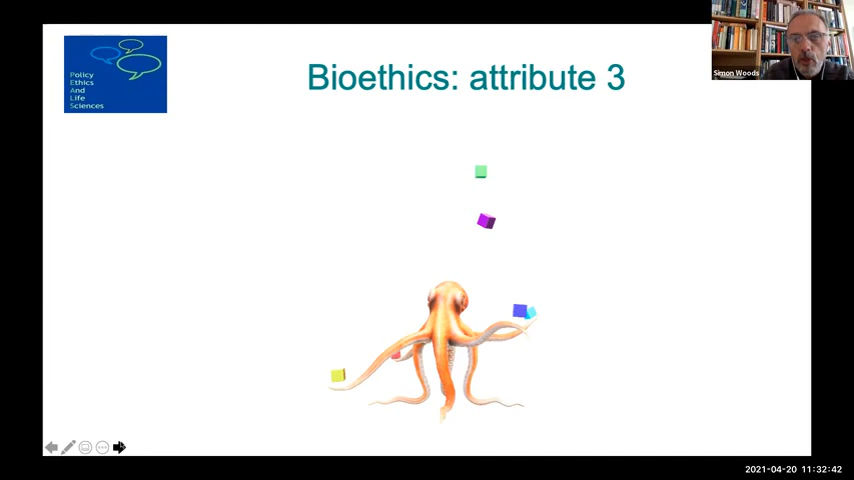 Policy
Ethics
And
Life
Sciences
Bioethics: attribute 3
Simon Woods
2021-04-20 11:32:42